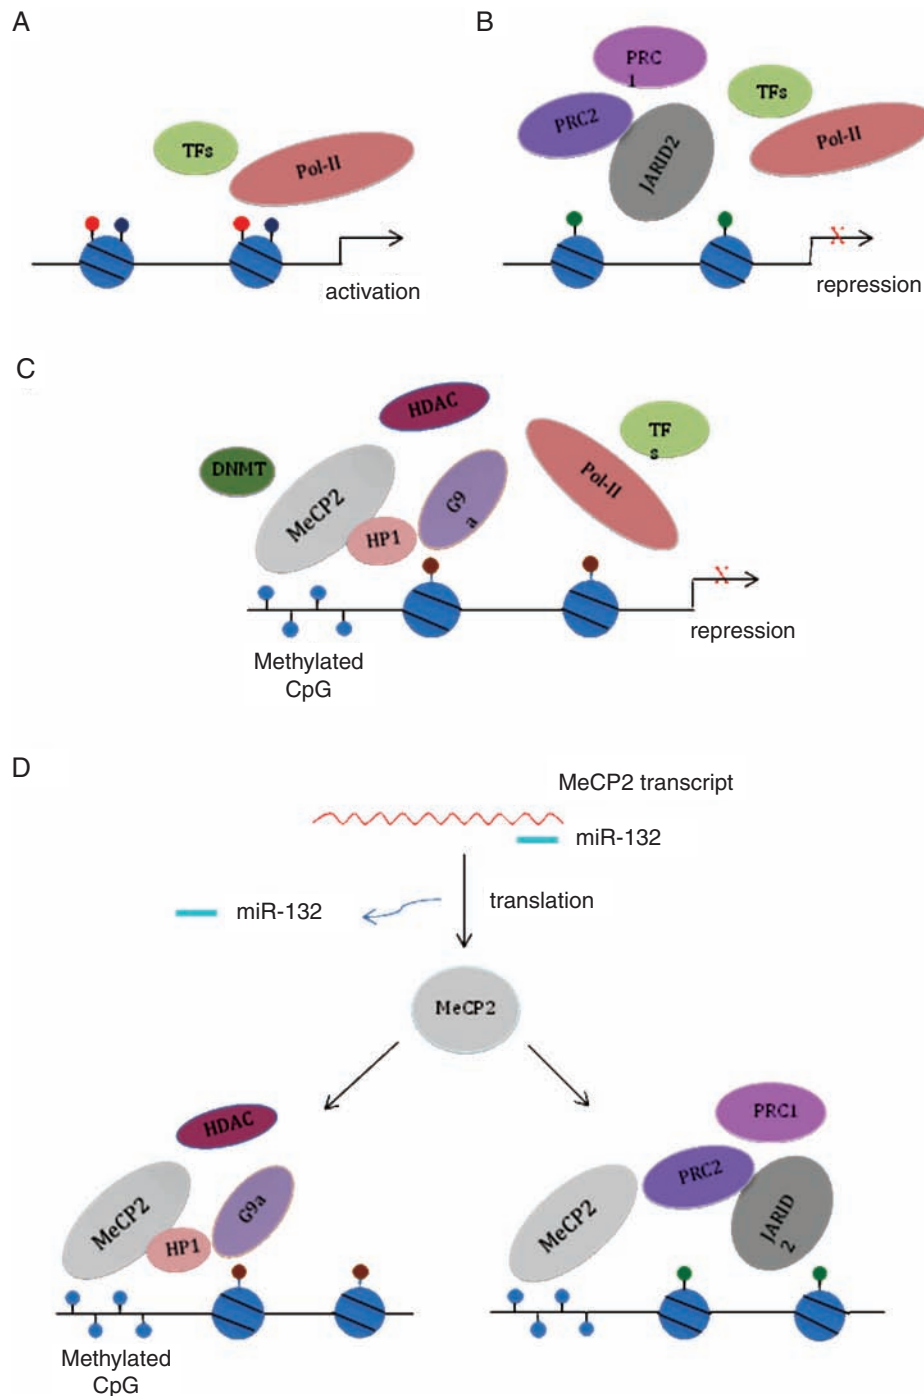 A
TFs
Pol-II
activation
B
PRC
1
PRC2
TFs
JARID2
Pol-II
repression
C
HDAC
DNMT
TF
s
MeCP2
G9
a
Pol-II
HP1
repression
Methylated
CpG
D
MeCP2 transcript
miR-132
translation
miR-132
MeCP2
HDAC
MeCP2
G9a
HP1
Methylated
CpG
PRC1
PRC2
MeCP2
JARID
2